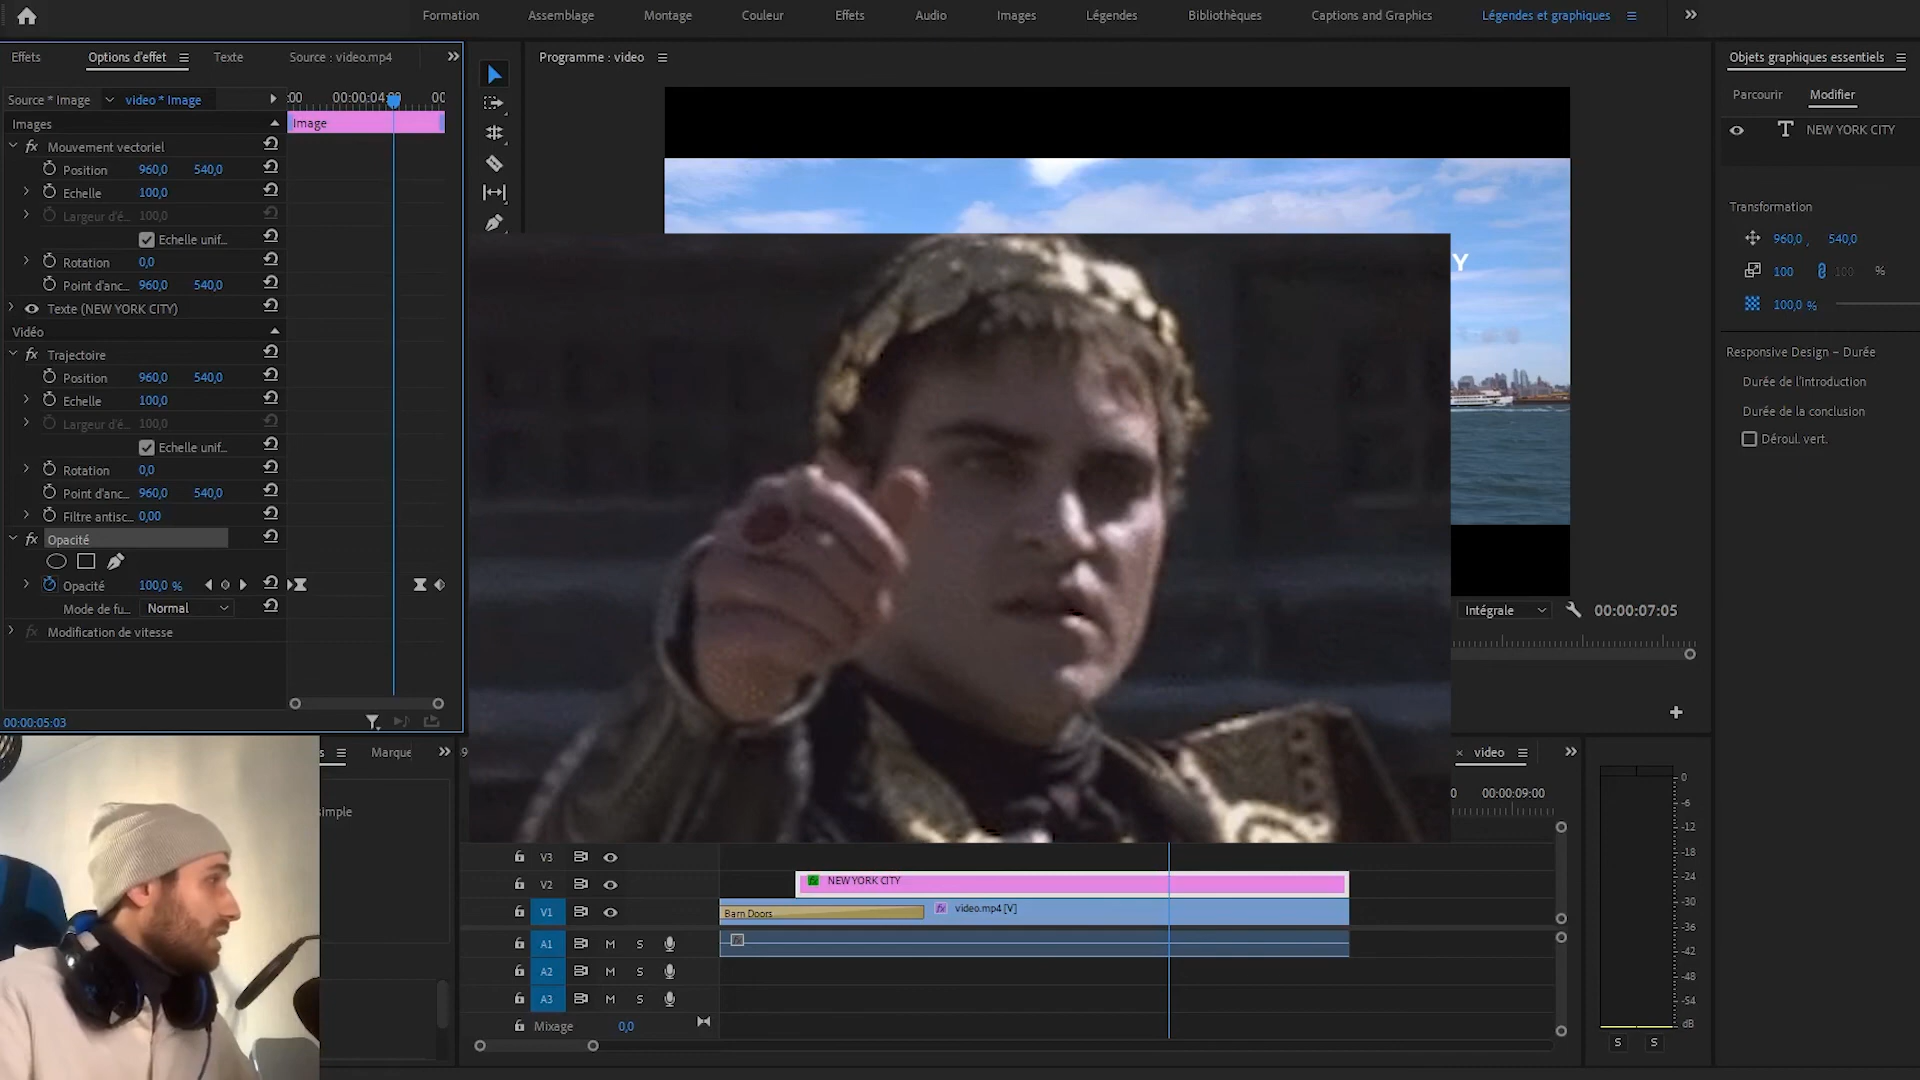 Formation Assemblage Montage Couleur Effets Audio Images Légendes Bibliothèques Captions and Graphics Légendes et graphiques
Effets Options d'effet Texte Source : video.mp4
Programme : video
Objets graphiques essentiels
Source * Image video * Image
:00 00:00:04: 00
Parcourir Modifier
Images
Image
NEW YORK CITY
Mouvement vectoriel
Position 960,0 540,0
Echelle 100,0
Largeur d'é... 100,0
Echelle unif...
Rotation 0,0
Point d'anc... 960,0 540,0
Texte (NEW YORK CITY)
Vidéo
Trajectoire
Position 960,0 540,0
Echelle 100,0
Largeur d'é... 100,0
Echelle unif...
Rotation 0,0
Point d'anc... 960,0 540,0
Filtre antisc... 0,00
Opacité
Opacité 100,0 %
Mode de fu... Normal
Modification de vitesse
00:00:05:03
Y
Transformation
960,0 , 540,0
100 100 %
100,0 %
Responsive Design – Durée
Durée de l'introduction
Durée de la conclusion
Déroul. vert.
Intégrale 00:00:07:05
s Marque
simple
9
× video
0 00:00:09:00
V3
V2 NEW YORK CITY
V1 Barn Doors video.mp4 [V]
A1 M S
A2 M S
A3 M S
Mixage 0,0
0
-6
-12
-18
-24
-30
-36
-42
-48
-54
dB
S S